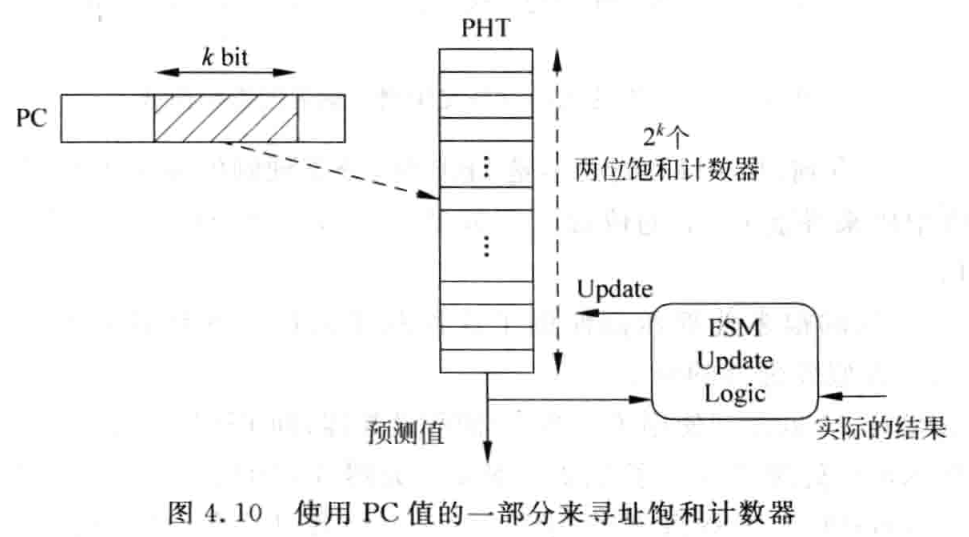 PHT
k bit
PC
2^k个
两位饱和计数器
Update
FSM
Update
Logic
预测值
实际的结果
图 4.10 使用 PC 值的一部分来寻址饱和计数器